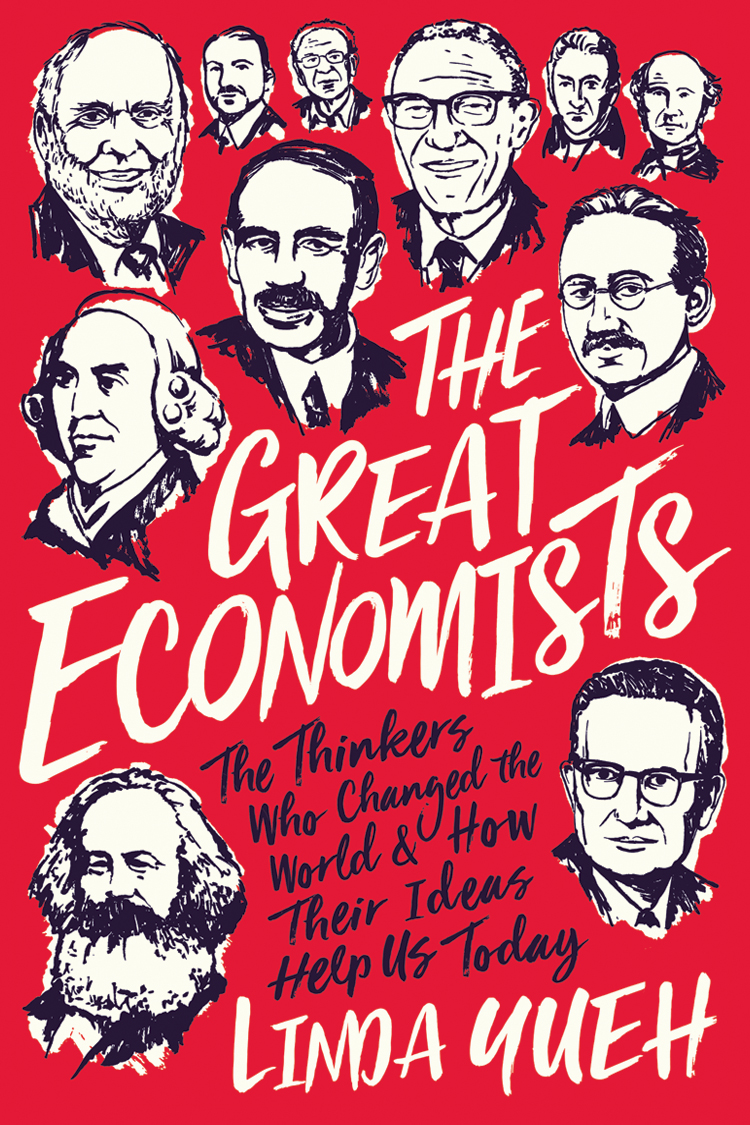 THE
GREAT
ECONOMISTS
The Thinkers
Who Changed the
World & How
Their Ideas
Help Us Today
LINDA YUEH